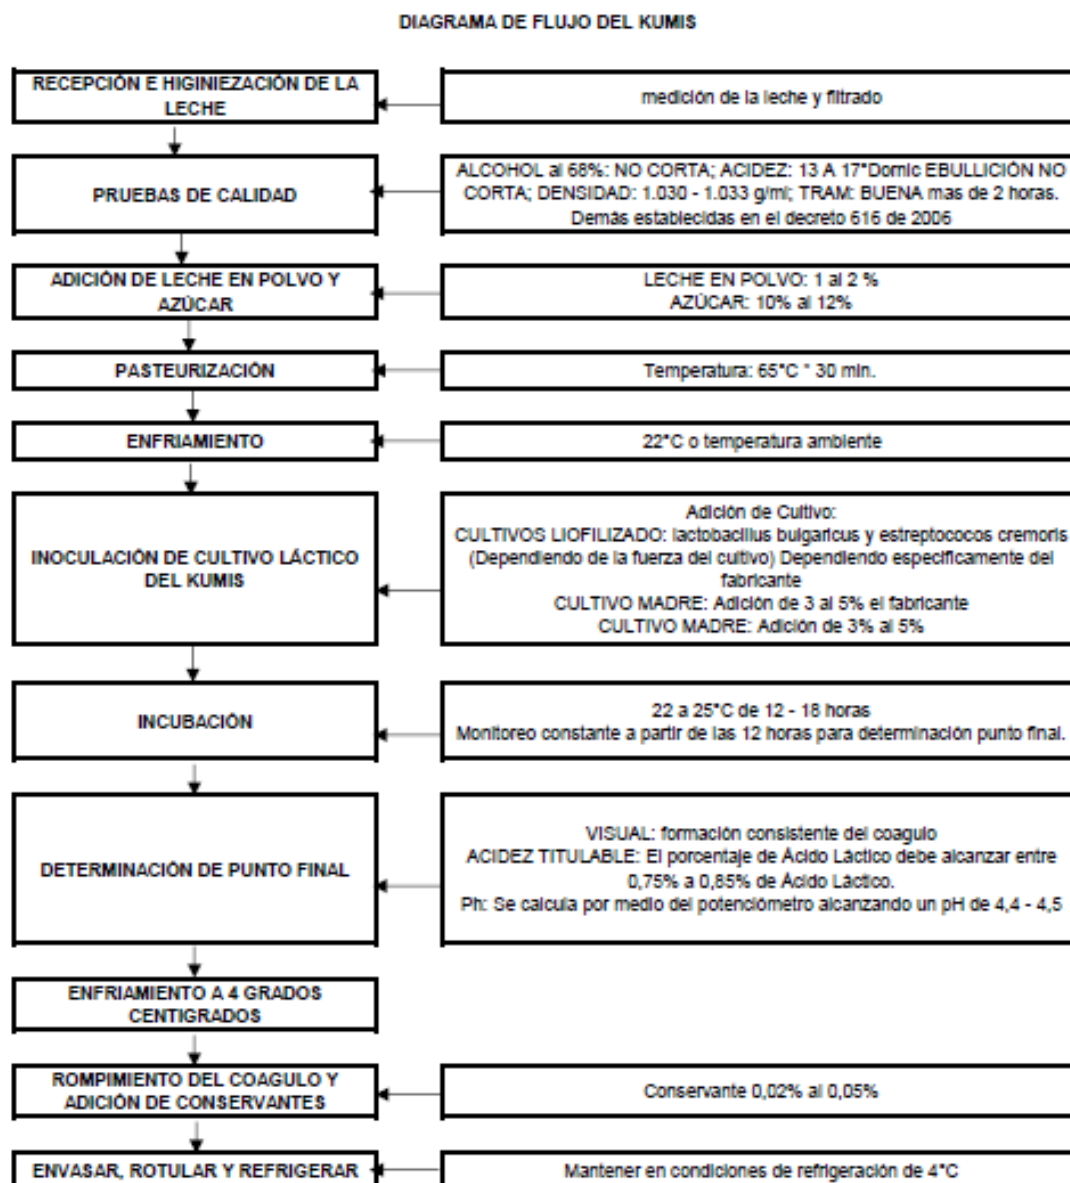 DIAGRAMA DE FLUJO DEL KUMIS
RECEPCIÓN E HIGINIEZACIÓN DE LA
LECHE
medición de la leche y filtrado
PRUEBAS DE CALIDAD
ALCOHOL al 68%: NO CORTA; ACIDEZ: 13 A 17°Dornic EBULLICIÓN NO
CORTA; DENSIDAD: 1.030 - 1.033 g/ml; TRAM: BUENA mas de 2 horas.
Demás establecidas en el decreto 616 de 2006
ADICIÓN DE LECHE EN POLVO Y
AZÚCAR
LECHE EN POLVO: 1 al 2 %
AZÚCAR: 10% al 12%
PASTEURIZACIÓN
Temperatura: 65°C * 30 min.
ENFRIAMIENTO
22°C o temperatura ambiente
INOCULACIÓN DE CULTIVO LÁCTICO
DEL KUMIS
Adición de Cultivo:
CULTIVOS LIOFILIZADO: lactobacillus bulgaricus y estreptococos cremoris
(Dependiendo de la fuerza del cultivo) Dependiendo especificamente del
fabricante
CULTIVO MADRE: Adición de 3 al 5% el fabricante
CULTIVO MADRE: Adición de 3% al 5%
INCUBACIÓN
22 a 25°C de 12 - 18 horas
Monitoreo constante a partir de las 12 horas para determinación punto final.
DETERMINACIÓN DE PUNTO FINAL
VISUAL: formación consistente del coagulo
ACIDEZ TITULABLE: El porcentaje de Ácido Láctico debe alcanzar entre
0,75% a 0,85% de Ácido Láctico.
Ph: Se calcula por medio del potenciómetro alcanzando un pH de 4,4 - 4,5
ENFRIAMIENTO A 4 GRADOS
CENTIGRADOS
ROMPIMIENTO DEL COAGULO Y
ADICIÓN DE CONSERVANTES
Conservante 0,02% al 0,05%
ENVASAR, ROTULAR Y REFRIGERAR
Mantener en condiciones de refrigeración de 4°C